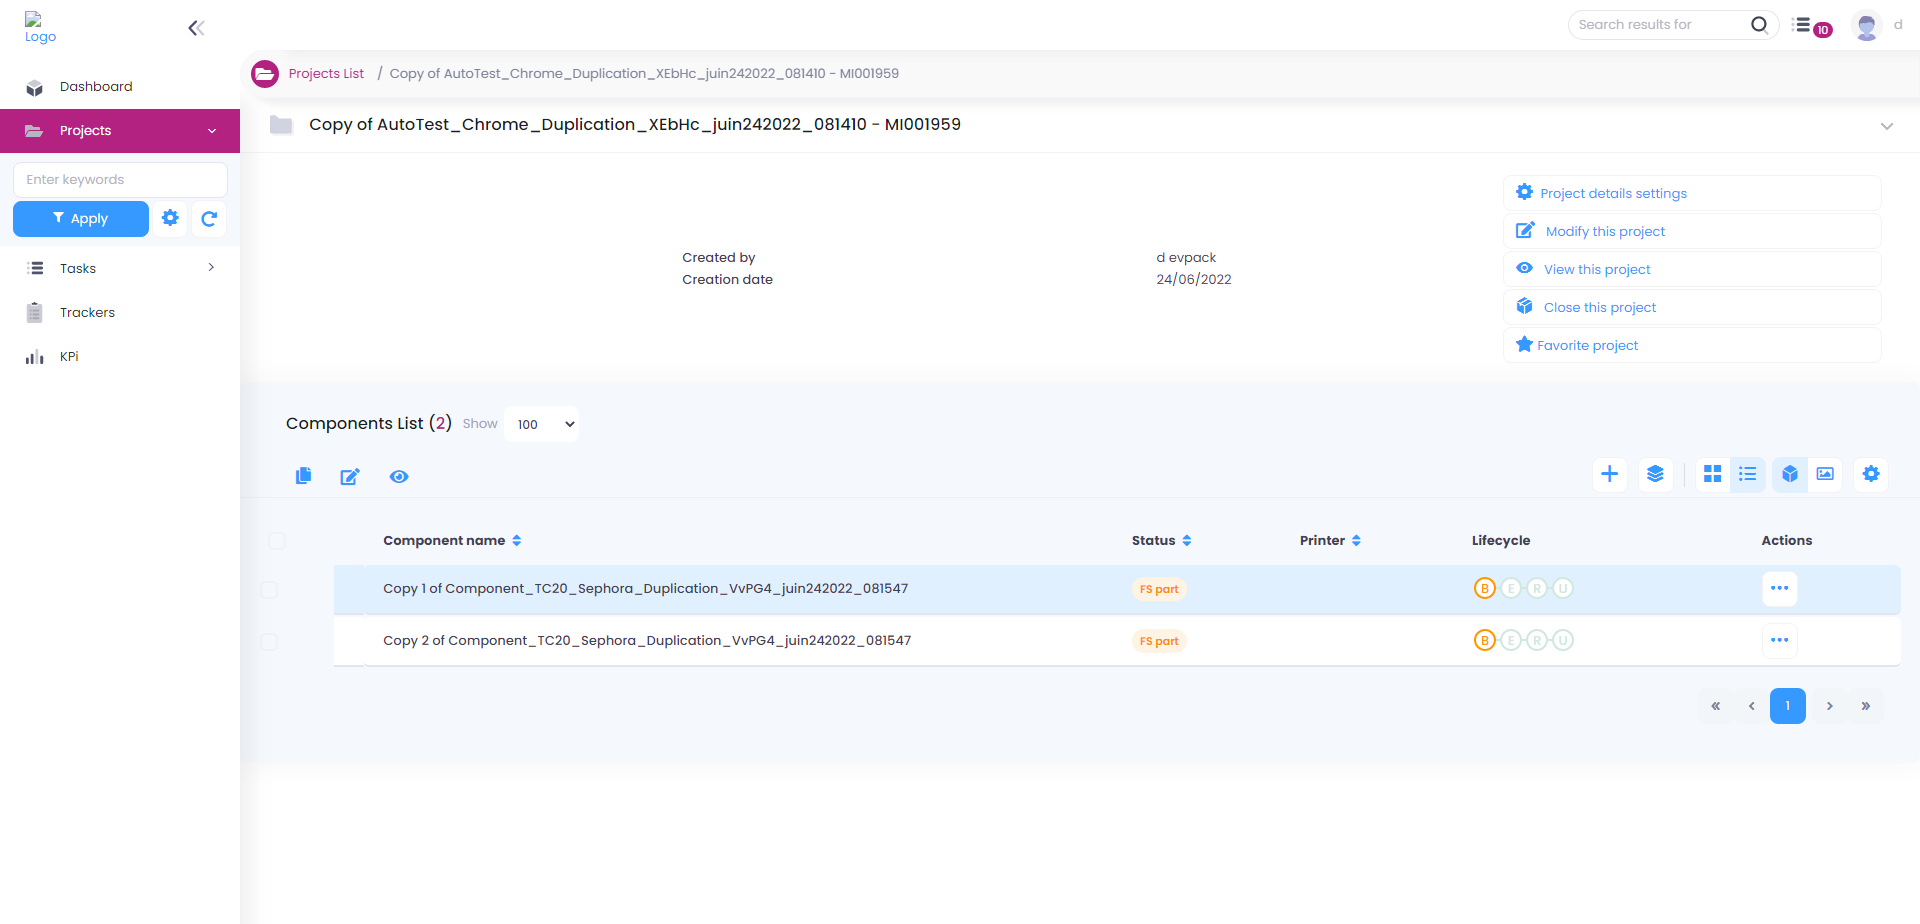 Logo
Search results for
10
d
Dashboard
Projects List / Copy of AutoTest_Chrome_Duplication_XEbHc_juin242022_081410 - MI001959
Projects
Copy of AutoTest_Chrome_Duplication_XEbHc_juin242022_081410 - MI001959
Enter keywords
Apply
Tasks
Trackers
KPi
Created by
d evpack
Creation date
24/06/2022
Project details settings
Modify this project
View this project
Close this project
Favorite project
Components List (2) Show 100
Component name Status Printer Lifecycle Actions
Copy 1 of Component_TC20_Sephora_Duplication_VvPG4_juin242022_081547 FS part B E R U
Copy 2 of Component_TC20_Sephora_Duplication_VvPG4_juin242022_081547 FS part B E R U
« ‹ 1 › »